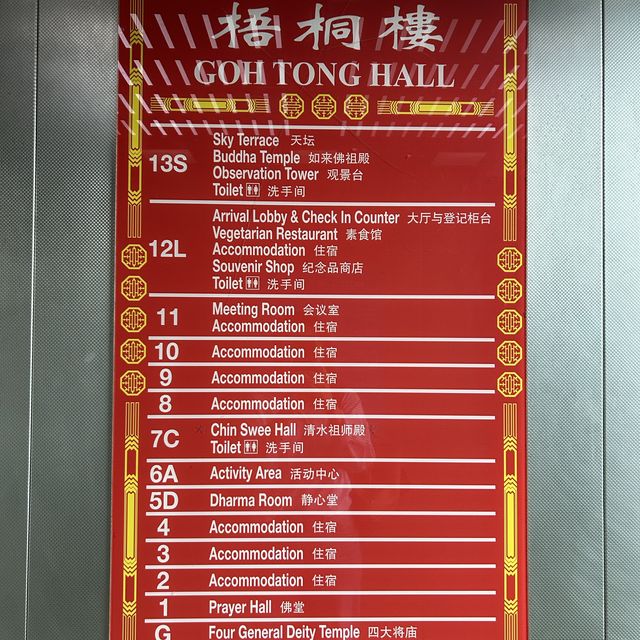 梧桐樓
GOH TONG HALL
13S
Sky Terrace 天坛
Buddha Temple 如来佛祖殿
Observation Tower 观景台
Toilet 洗手间
12L
Arrival Lobby & Check In Counter 大厅与登记柜台
Vegetarian Restaurant 素食馆
Accommodation 住宿
Souvenir Shop 纪念品商店
Toilet 洗手间
11
Meeting Room 会议室
Accommodation 住宿
10 Accommodation 住宿
9 Accommodation 住宿
8 Accommodation 住宿
7C
Chin Swee Hall 清水祖师殿
Toilet 洗手间
6A Activity Area 活动中心
5D Dharma Room 静心堂
4 Accommodation 住宿
3 Accommodation 住宿
2 Accommodation 住宿
1 Prayer Hall 佛堂
G Four General Deity Temple 四大将庙